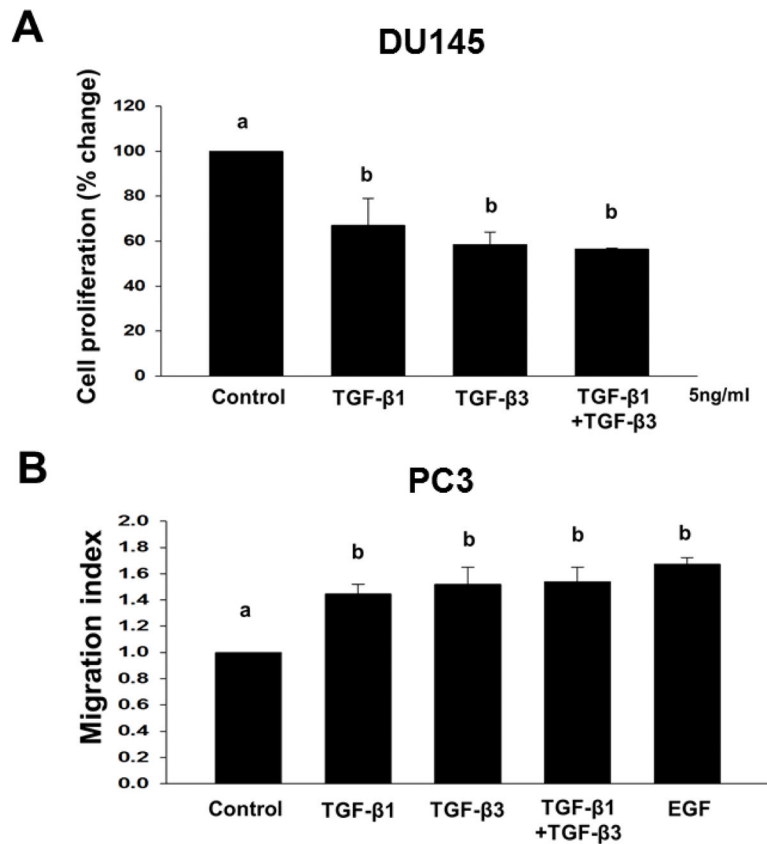 A
DU145
Cell proliferation (% change)
120
100
80
60
40
20
0
a
b
b
b
Control
TGF-β1
TGF-β3
TGF-β1
+TGF-β3
5ng/ml
B
PC3
Migration index
2.0
1.8
1.6
1.4
1.2
1.0
0.8
0.6
0.4
0.2
0.0
a
b
b
b
b
Control
TGF-β1
TGF-β3
TGF-β1
+TGF-β3
EGF